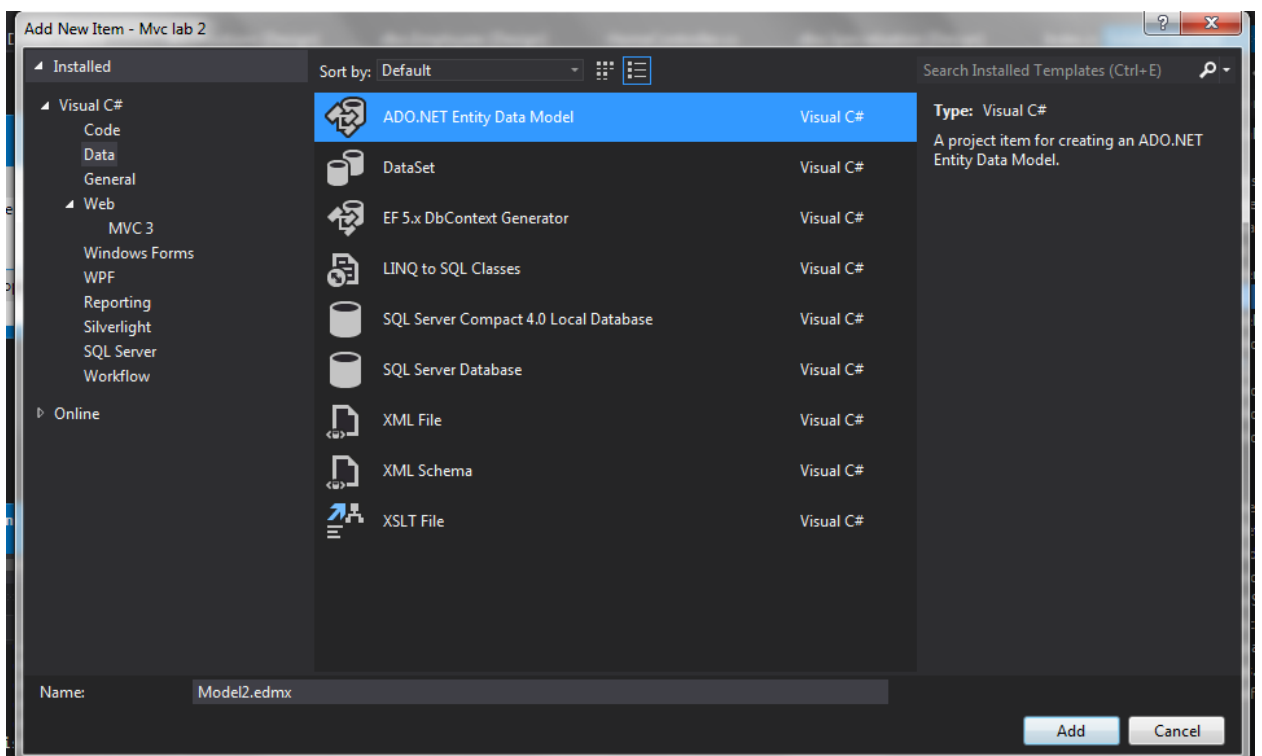 Add New Item - Mvc lab 2
Installed
Sort by: Default
Search Installed Templates (Ctrl+E)
Visual C#
Code
Data
General
Web
MVC 3
Windows Forms
WPF
Reporting
Silverlight
SQL Server
Workflow
Online
ADO.NET Entity Data Model Visual C#
DataSet Visual C#
EF 5.x DbContext Generator Visual C#
LINQ to SQL Classes Visual C#
SQL Server Compact 4.0 Local Database Visual C#
SQL Server Database Visual C#
XML File Visual C#
XML Schema Visual C#
XSLT File Visual C#
Type: Visual C#
A project item for creating an ADO.NET
Entity Data Model.
Name: Model2.edmx
Add Cancel